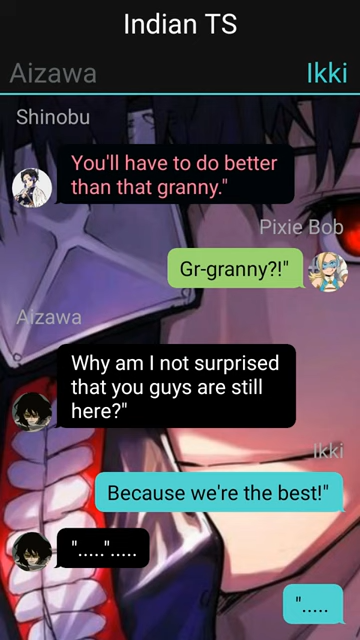 Indian TS
Aizawa Ikki
Shinobu
You'll have to do better
than that granny."
Pixie Bob
Gr-granny?!"
Aizawa
Why am I not surprised
that you guys are still
here?"
Ikki
Because we're the best!"
".....".....
".....